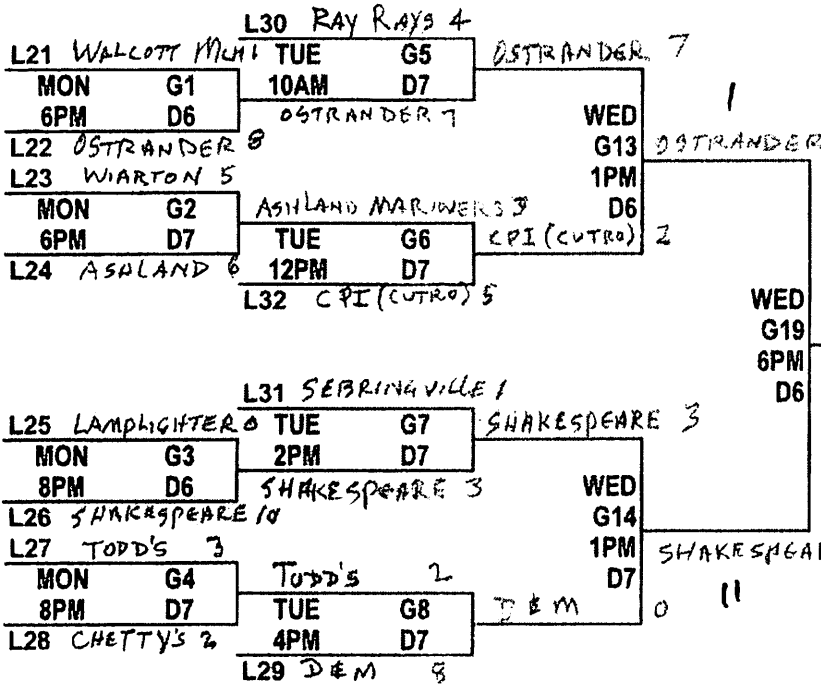 L30 RAY RAYS 4
L21 WALCOTT MLH 1 TUE G5 OSTRANDER 7
MON G1 10AM D7
6PM D6 OSTRANDER 7 WED
L22 OSTRANDER 8 G13 OSTRANDER 1
L23 WIARTON 5 1PM
MON G2 ASHLAND MARINERS 3 D6
6PM D7 TUE G6 CPI (CUTRO) 2
L24 ASHLAND 6 12PM D7
L32 CPI (CUTRO) 5 WED
G19
6PM
L31 SEBRINGVILLE 1 D6
L25 LAMPLIGHTER 0 TUE G7 SHAKESPEARE 3
MON G3 2PM D7
8PM D6 SHAKESPEARE 3 WED
L26 SHAKESPEARE 10 G14
L27 TODD'S 3 1PM SHAKESPEAR
MON G4 TODD'S 2 D7
8PM D7 TUE G8 D & M 0 11
L28 CHETTY'S 2 4PM D7
L29 D & M 8